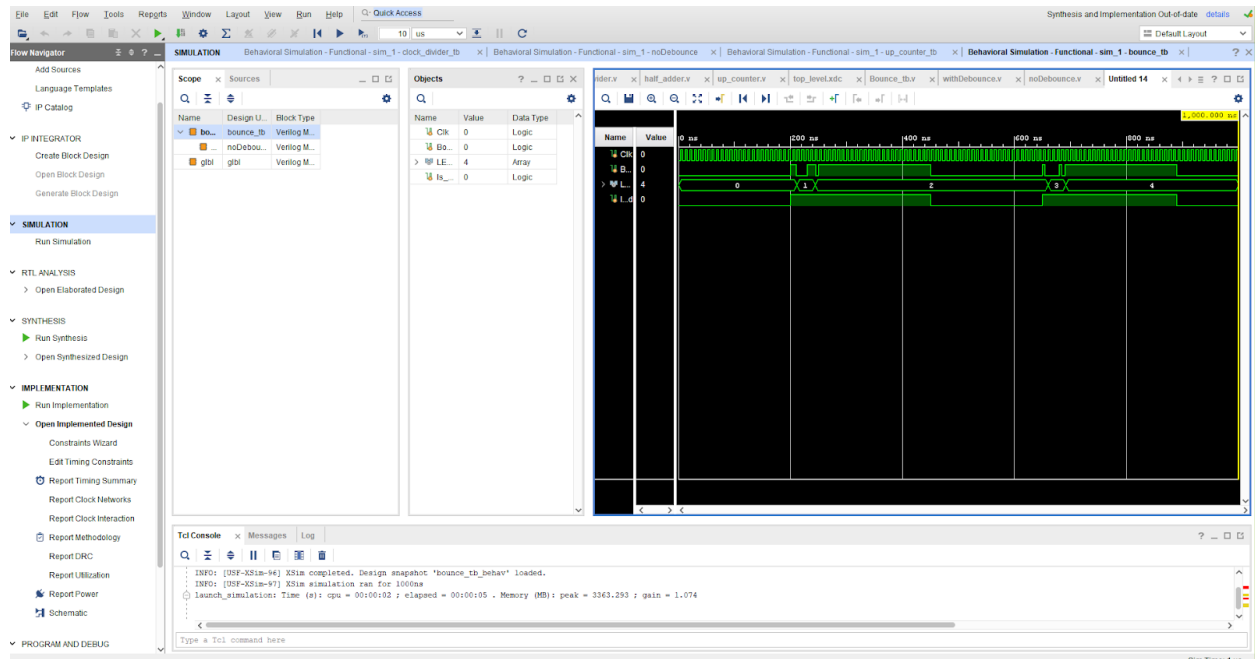 File Edit Flow Tools Reports Window Layout View Run Help Quick Access
Synthesis and Implementation Out-of-date details
10 us
Default Layout
Flow Navigator
Add Sources
Language Templates
IP Catalog
IP INTEGRATOR
Create Block Design
Open Block Design
Generate Block Design
SIMULATION
Run Simulation
RTL ANALYSIS
Open Elaborated Design
SYNTHESIS
Run Synthesis
Open Synthesized Design
IMPLEMENTATION
Run Implementation
Open Implemented Design
Constraints Wizard
Edit Timing Constraints
Report Timing Summary
Report Clock Networks
Report Clock Interaction
Report Methodology
Report DRC
Report Utilization
Report Power
Schematic
PROGRAM AND DEBUG
SIMULATION Behavioral Simulation - Functional - sim_1 - clock_divider_tb Behavioral Simulation - Functional - sim_1 - noDebounce Behavioral Simulation - Functional - sim_1 - up_counter_tb Behavioral Simulation - Functional - sim_1 - bounce_tb
Scope Sources
Name Design U... Block Type
bo... bounce_tb Verilog M...
... noDebou... Verilog M...
glbl glbl Verilog M...
Objects
Name Value Data Type
Clk 0 Logic
Bo... 0 Logic
LE... 4 Array
Is_... 0 Logic
ider.v half_adder.v up_counter.v top_level.xdc Bounce_tb.v withDebounce.v noDebounce.v Untitled 14
1,000.000 ns
Name Value 0 ns 200 ns 400 ns 600 ns 800 ns
Clk 0
B... 0
L... 4 0 1 2 3 4
I...d 0
Tcl Console Messages Log
INFO: [USF-XSim-96] XSim completed. Design snapshot 'bounce_tb_behav' loaded.
INFO: [USF-XSim-97] XSim simulation ran for 1000ns
launch_simulation: Time (s): cpu = 00:00:02 ; elapsed = 00:00:05 . Memory (MB): peak = 3363.293 ; gain = 1.074
Type a Tcl command here